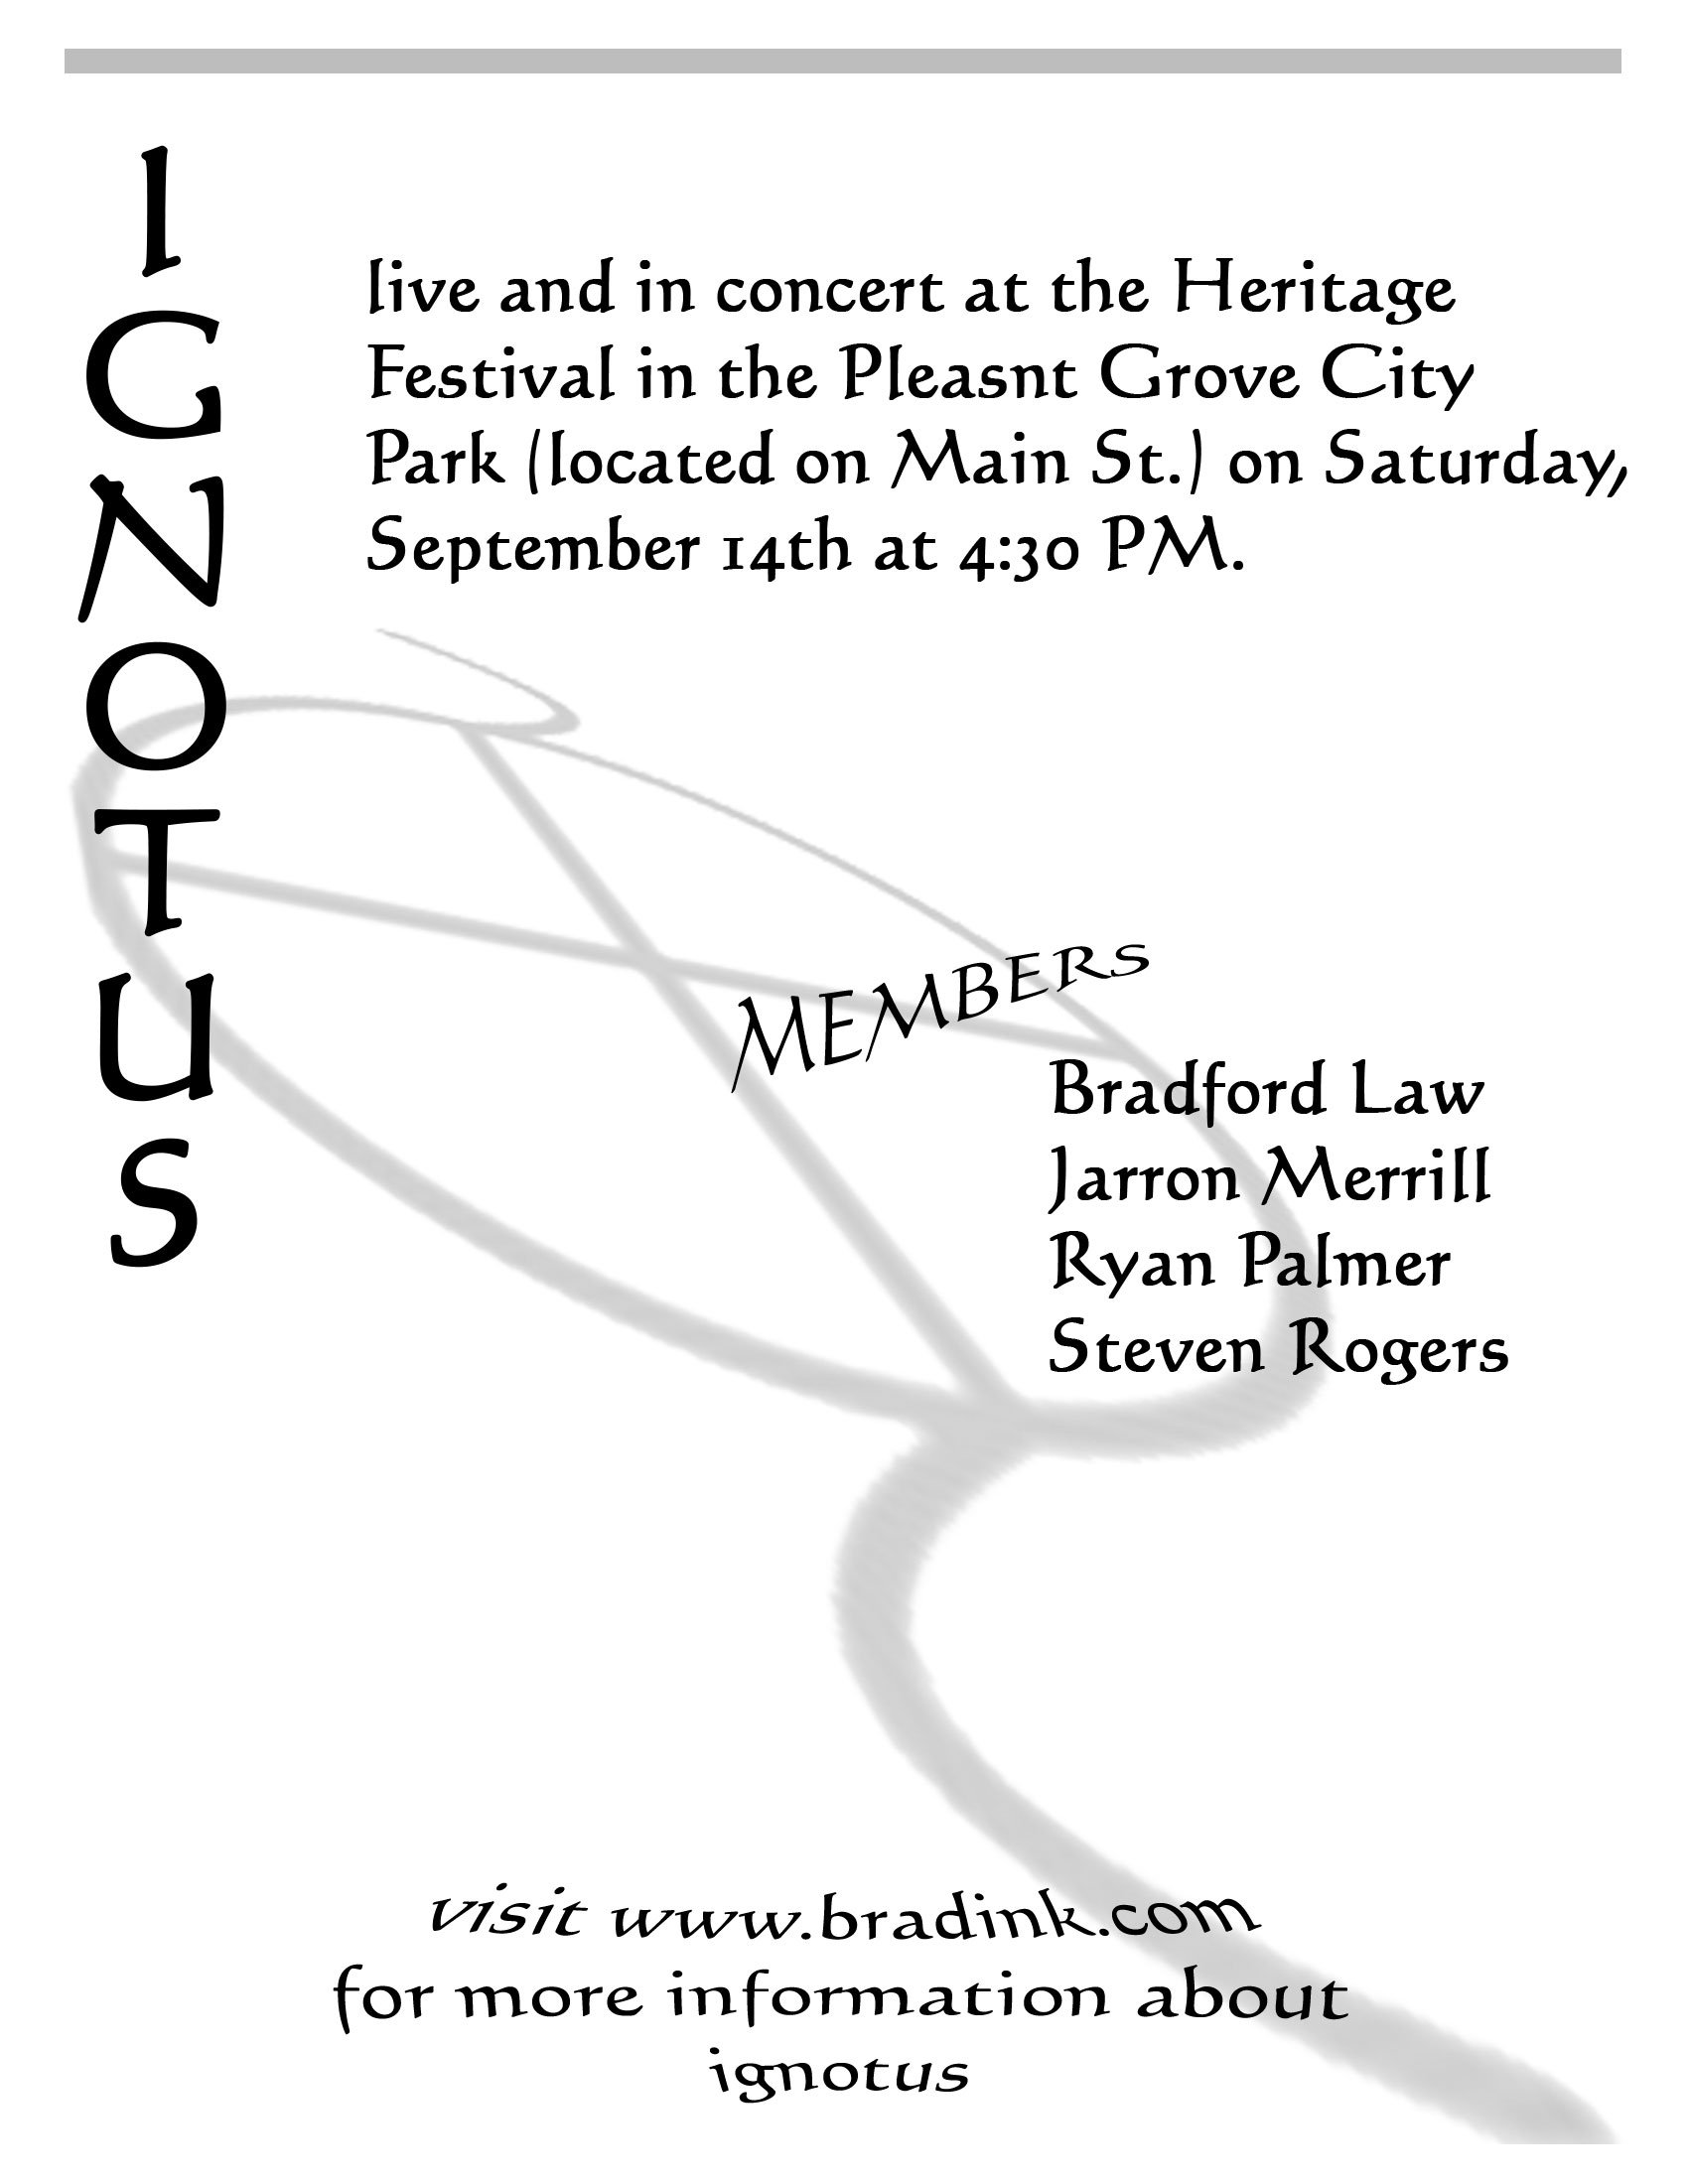 IGNOTUS
live and in concert at the Heritage
Festival in the Pleasnt Grove City
Park (located on Main St.) on Saturday,
September 14th at 4:30 PM.
MEMBERS
Bradford Law
Jarron Merrill
Ryan Palmer
Steven Rogers
visit www.bradink.com
for more information about
ignotus